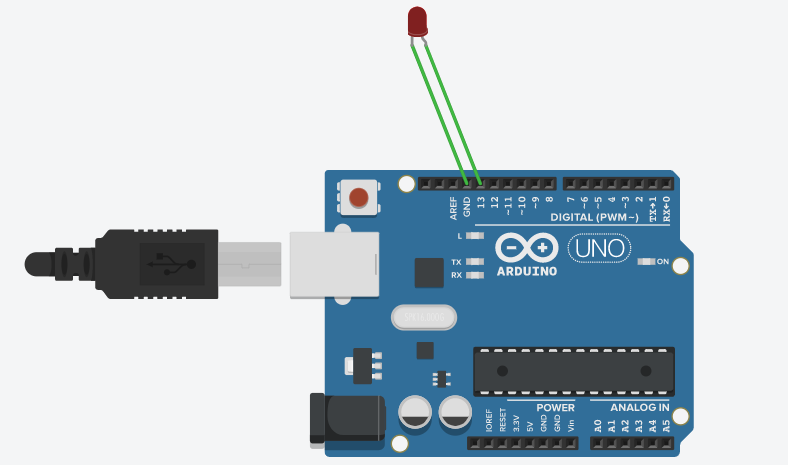 AREF
GND
13
12
~11
~10
~9
8
7
~6
~5
4
~3
2
TX→1
RX←0
DIGITAL (PWM~)
L
TX
RX
ARDUINO
UNO
ON
POWER
ANALOG IN
IOREF
RESET
3.3V
5V
GND
GND
Vin
A0
A1
A2
A3
A4
A5